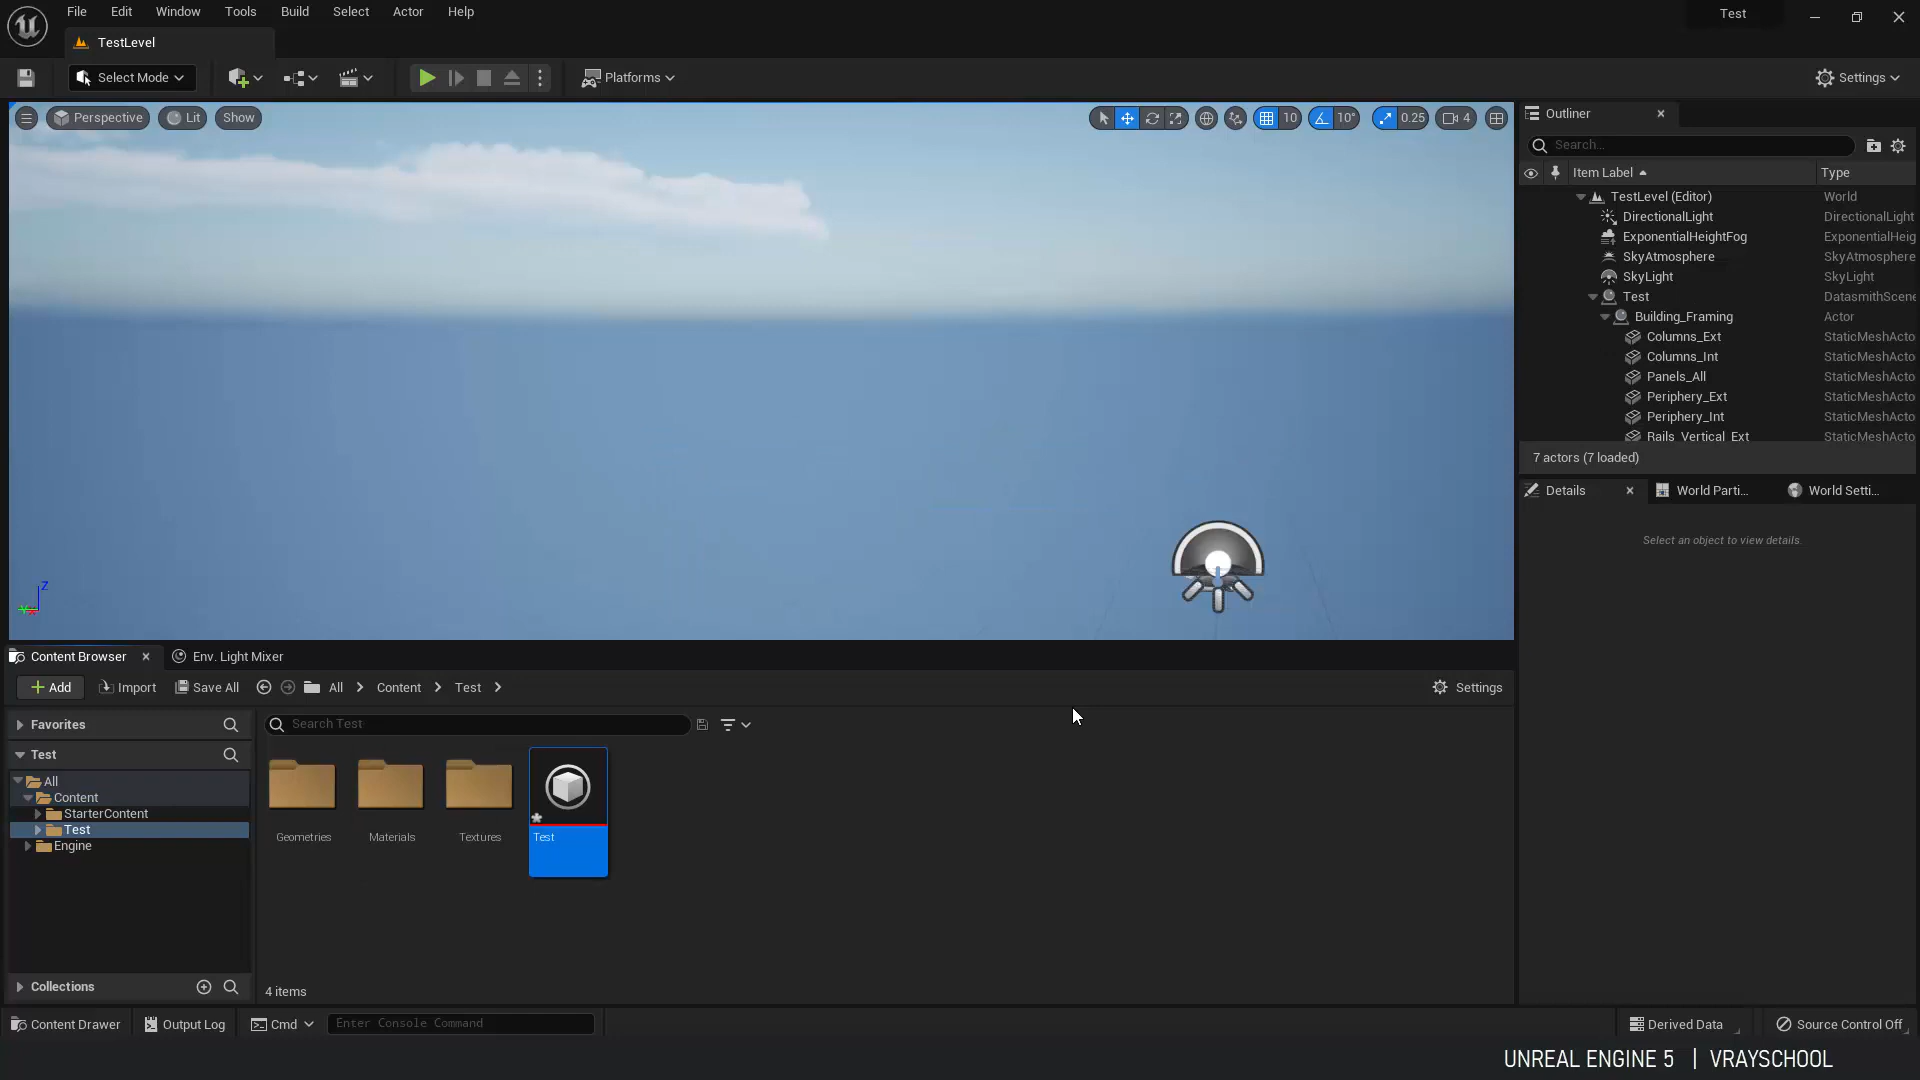 File Edit Window Tools Build Select Actor Help
Test
TestLevel
Select Mode
Platforms
Settings
Perspective Lit Show
10 10° 0.25 4
Outliner
Search...
Item Label Type
TestLevel (Editor) World
DirectionalLight DirectionalLight
ExponentialHeightFog ExponentialHeig
SkyAtmosphere SkyAtmosphere
SkyLight SkyLight
Test DatasmithScene
Building_Framing Actor
Columns_Ext StaticMeshActo
Columns_Int StaticMeshActo
Panels_All StaticMeshActo
Periphery_Ext StaticMeshActo
Periphery_Int StaticMeshActo
Rails_Vertical_Ext StaticMeshActo
7 actors (7 loaded)
Details World Parti... World Setti...
Select an object to view details.
Z
Y
Content Browser Env. Light Mixer
Add Import Save All All Content Test Settings
Favorites
Search Test
Test
All
Content
StarterContent
Test
Engine
Geometries Materials Textures Test
Collections
4 items
Content Drawer Output Log Cmd Enter Console Command Derived Data Source Control Off
UNREAL ENGINE 5 | VRAYSCHOOL